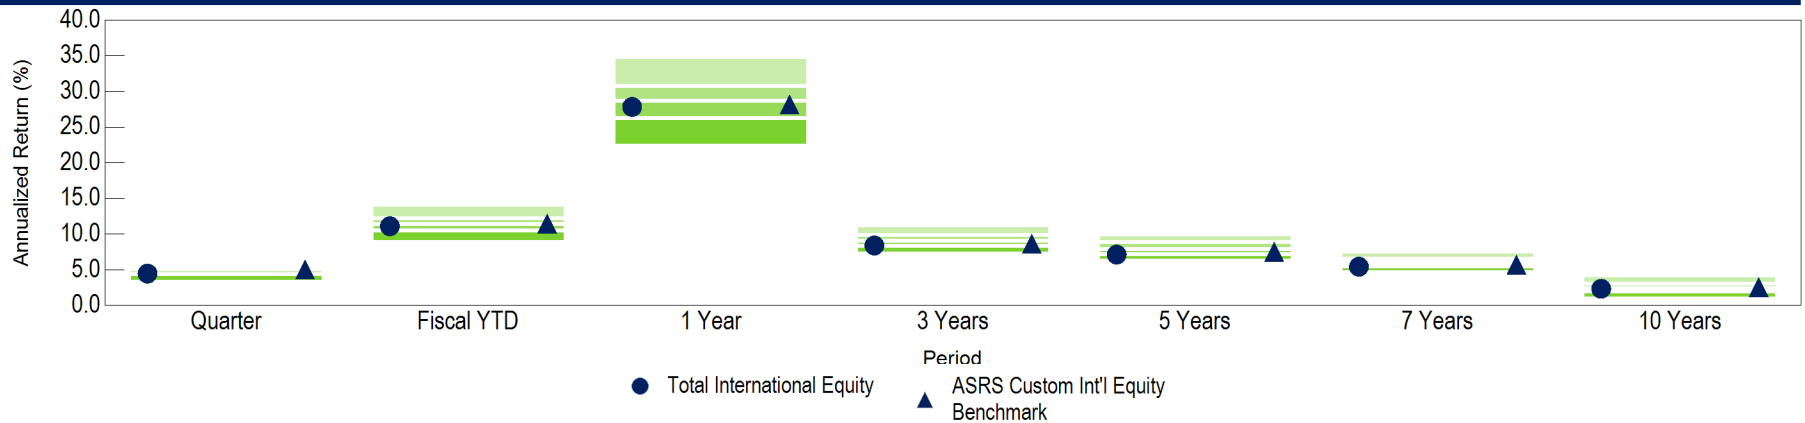 40.0
35.0
30.0
25.0
20.0
15.0
10.0
5.0
0.0
Annualized Return (%)
Quarter Fiscal YTD 1 Year 3 Years 5 Years 7 Years 10 Years
Period
Total International Equity
ASRS Custom Int'l Equity
Benchmark